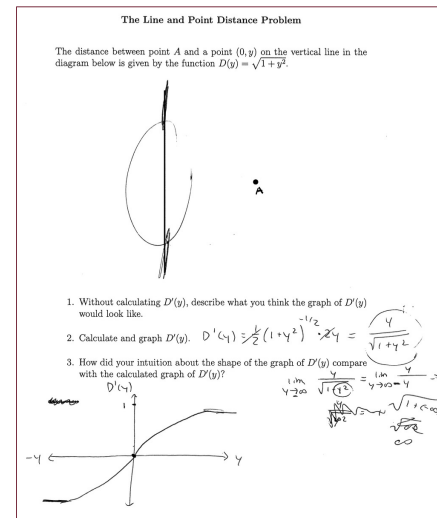 The Line and Point Distance Problem
The distance between point A and a point (0, y) on the vertical line in the
diagram below is given by the function D(y) = √(1 + y²).
A
1. Without calculating D′(y), describe what you think the graph of D′(y)
would look like.
2. Calculate and graph D′(y). D'(y) = ½(1+y²)^(-1/2) · 2y = y/√(1+y²)
3. How did your intuition about the shape of the graph of D′(y) compare
with the calculated graph of D′(y)?
lim y→∞ y/√(1+y²) = lim y→∞ y/y =
D'(y)
1
√1+∞
∞
-y
y